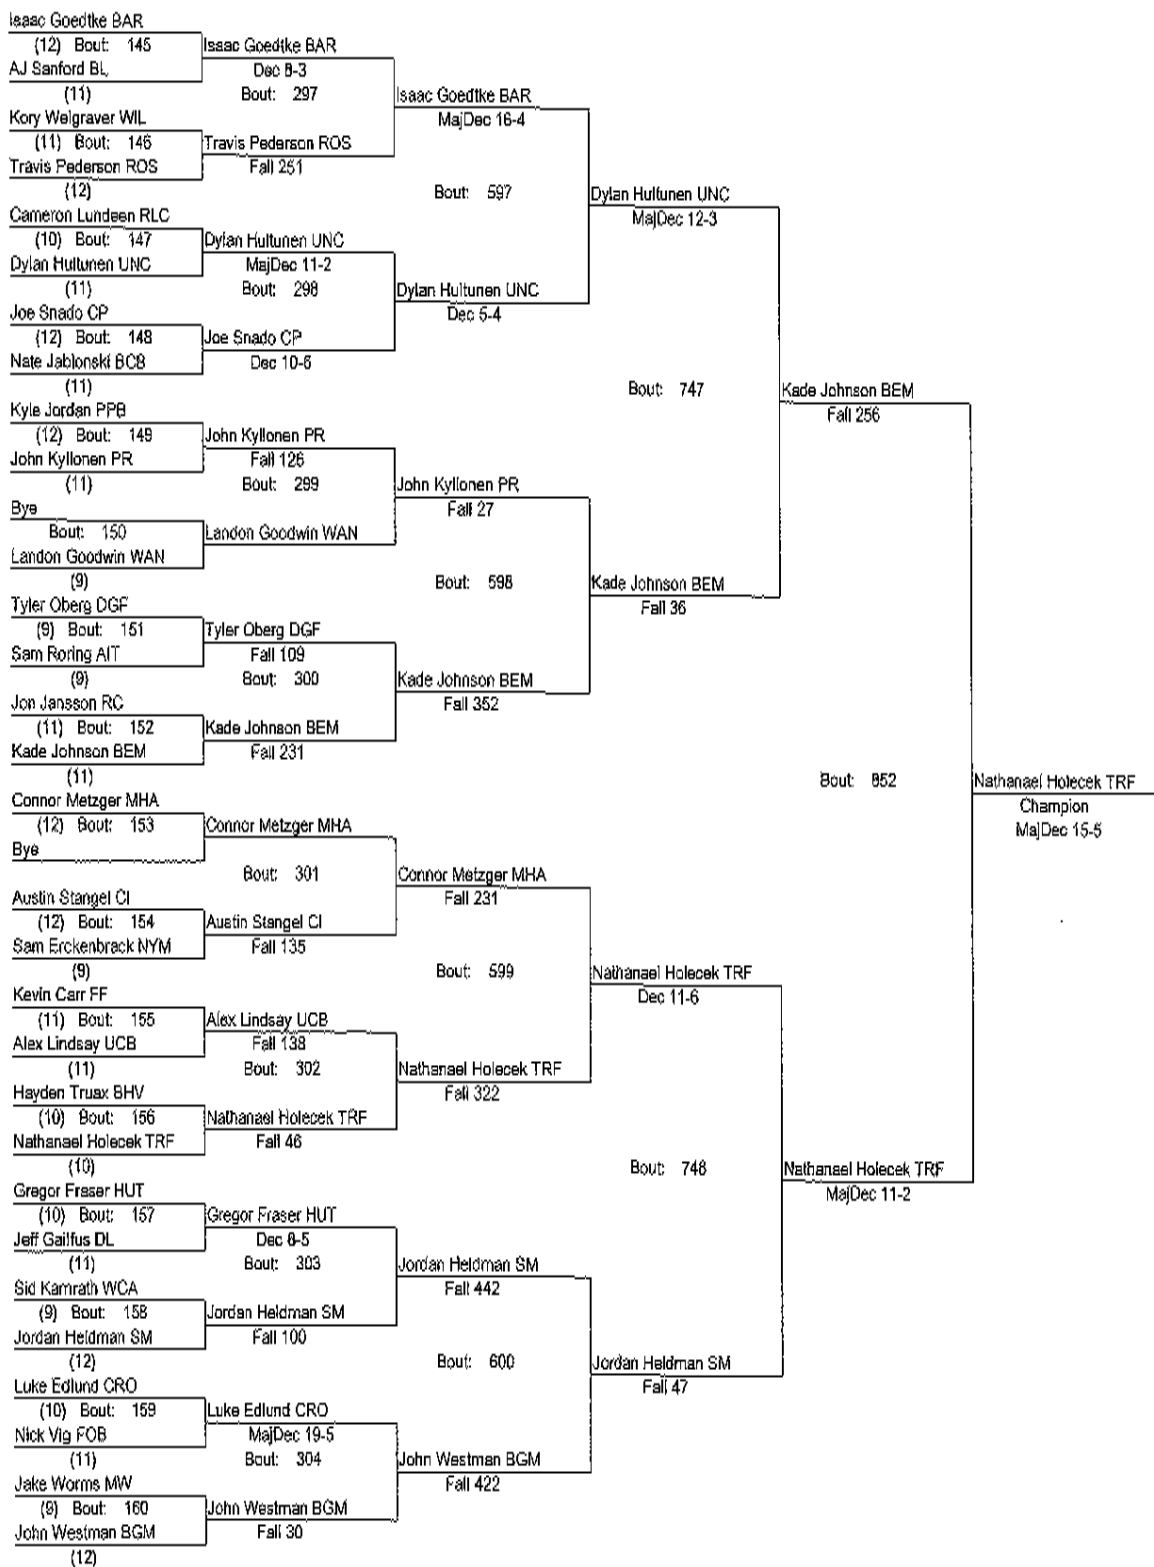 Isaac Goedtke BAR
(12) Bout: 145
AJ Sanford BL
(11)
Kory Welgraver WIL
(11) Bout: 146
Travis Pederson ROS
(12)
Cameron Lundeen RLC
(10) Bout: 147
Dylan Hultunen UNC
(11)
Joe Snado CP
(12) Bout: 148
Nate Jablonski BCB
(11)
Kyle Jordan PPB
(12) Bout: 149
John Kyllonen PR
(11)
Bye
Bout: 150
Landon Goodwin WAN
(9)
Tyler Oberg DGF
(9) Bout: 151
Sam Roring AIT
(9)
Jon Jansson RC
(11) Bout: 152
Kade Johnson BEM
(11)
Connor Metzger MHA
(12) Bout: 153
Bye
Austin Stangel CI
(12) Bout: 154
Sam Erckenbrack NYM
(9)
Kevin Carr FF
(11) Bout: 155
Alex Lindsay UCB
(11)
Hayden Truax BHV
(10) Bout: 156
Nathanael Holecek TRF
(10)
Gregor Fraser HUT
(10) Bout: 157
Jeff Gailfus DL
(11)
Sid Kamrath WCA
(9) Bout: 158
Jordan Heldman SM
(12)
Luke Edlund CRO
(10) Bout: 159
Nick Vig FOB
(11)
Jake Worms MW
(9) Bout: 160
John Westman BGM
(12)
Isaac Goedtke BAR
Dec 8-3
Bout: 297
Travis Pederson ROS
Fall 251
Dylan Hultunen UNC
MajDec 11-2
Bout: 298
Joe Snado CP
Dec 10-6
John Kyllonen PR
Fall 126
Bout: 299
Landon Goodwin WAN
Tyler Oberg DGF
Fall 109
Bout: 300
Kade Johnson BEM
Fall 231
Connor Metzger MHA
Bout: 301
Austin Stangel CI
Fall 135
Alex Lindsay UCB
Fall 138
Bout: 302
Nathanael Holecek TRF
Fall 46
Gregor Fraser HUT
Dec 8-5
Bout: 303
Jordan Heldman SM
Fall 100
Luke Edlund CRO
MajDec 19-5
Bout: 304
John Westman BGM
Fall 30
Isaac Goedtke BAR
MajDec 16-4
Bout: 597
Dylan Hultunen UNC
Dec 5-4
John Kyllonen PR
Fall 27
Bout: 598
Kade Johnson BEM
Fall 352
Connor Metzger MHA
Fall 231
Bout: 599
Nathanael Holecek TRF
Fall 322
Jordan Heldman SM
Fall 442
Bout: 600
John Westman BGM
Fall 422
Dylan Hultunen UNC
MajDec 12-3
Bout: 747
Kade Johnson BEM
Fall 36
Nathanael Holecek TRF
Dec 11-6
Bout: 748
Jordan Heldman SM
Fall 47
Kade Johnson BEM
Fall 256
Bout: 852
Nathanael Holecek TRF
MajDec 11-2
Nathanael Holecek TRF
Champion
MajDec 15-5